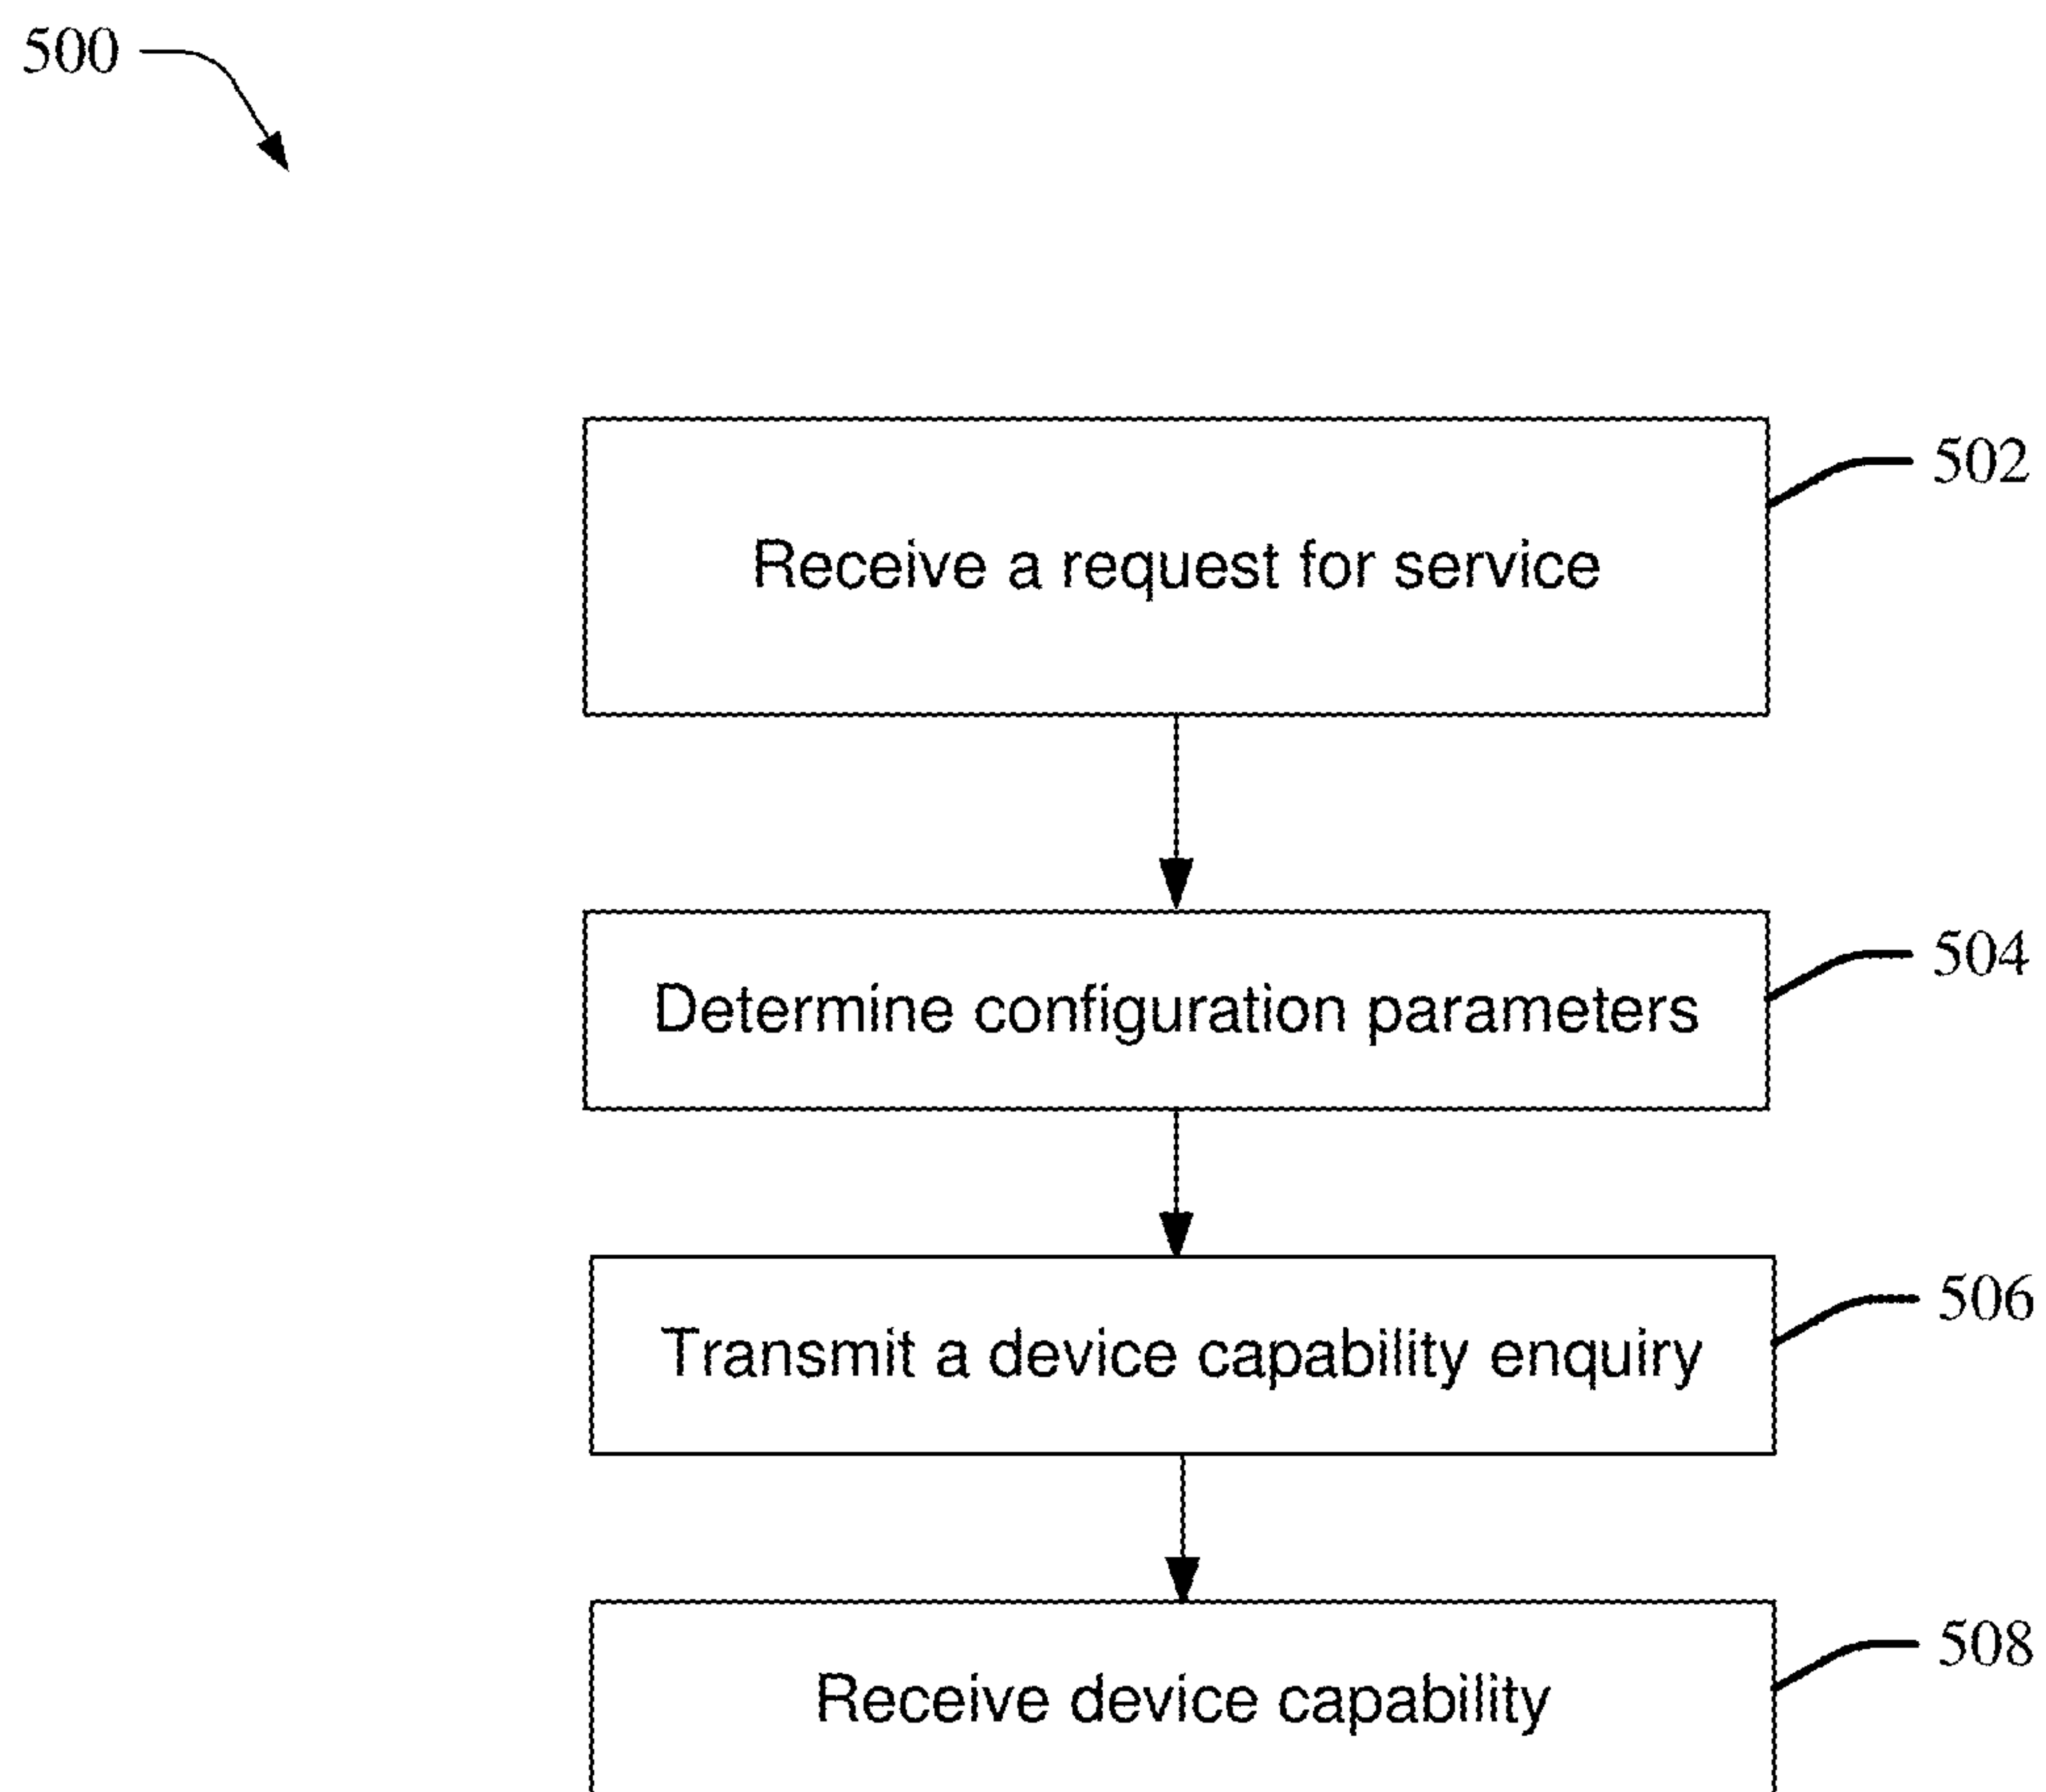 500
Receive a request for service
502
Determine configuration parameters
504
Transmit a device capability enquiry
506
Receive device capability
508